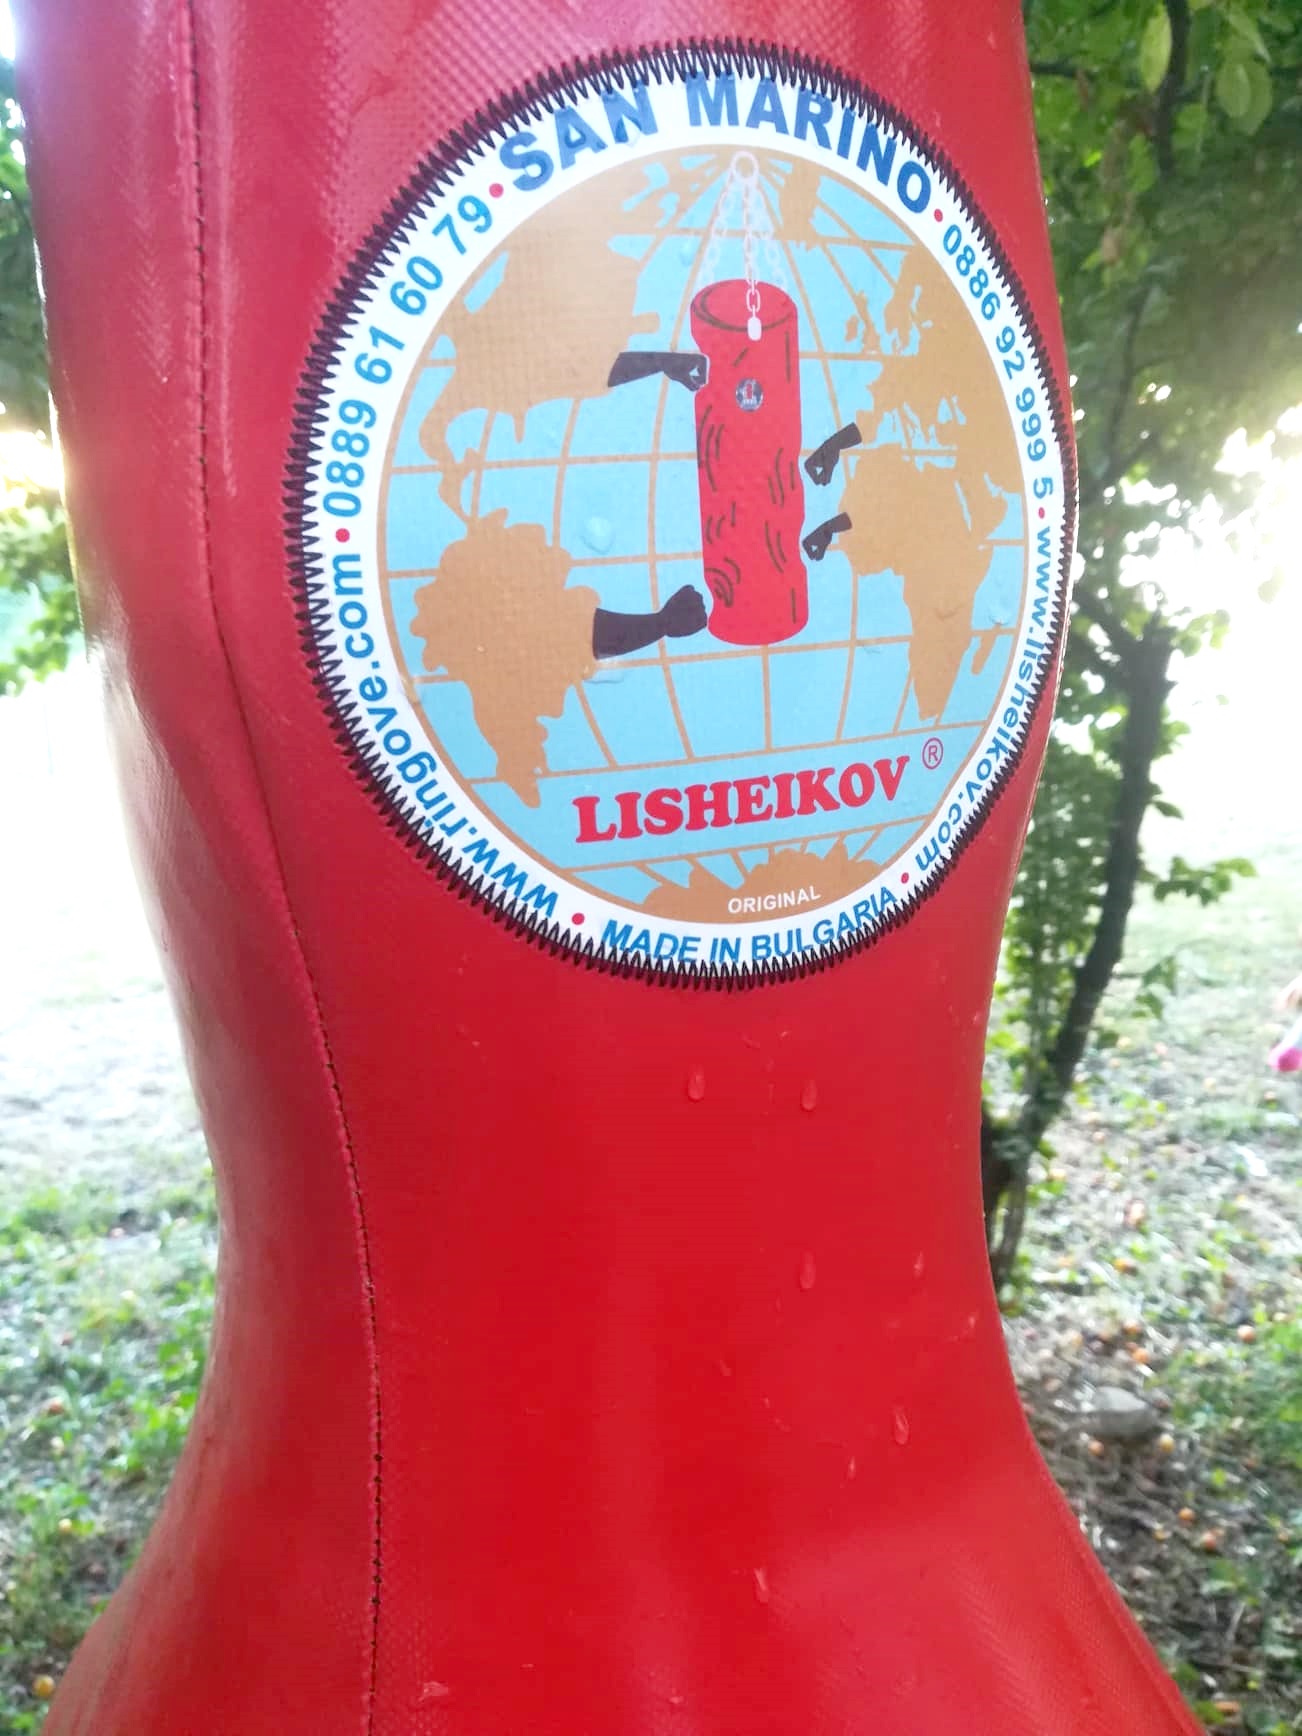 SAN MARINO • 0886 92 999 5 • www.lisheikov.com • MADE IN BULGARIA • www.ringove.com • 0889 61 60 79 •
LISHEIKOV ®
ORIGINAL